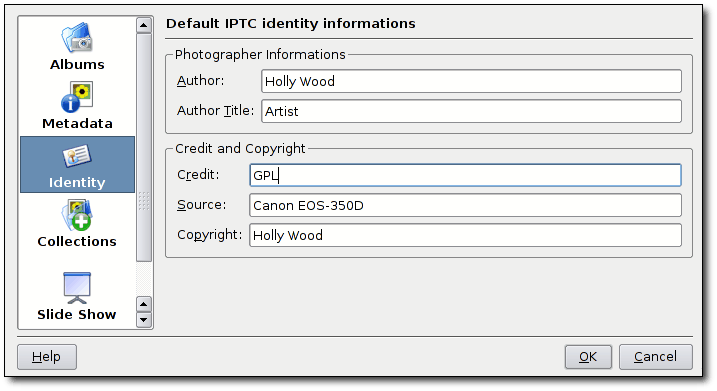 Default IPTC identity informations
Albums
Metadata
Identity
Collections
Slide Show
Photographer Informations
Author: Holly Wood
Author Title: Artist
Credit and Copyright
Credit: GPL
Source: Canon EOS-350D
Copyright: Holly Wood
Help
OK
Cancel